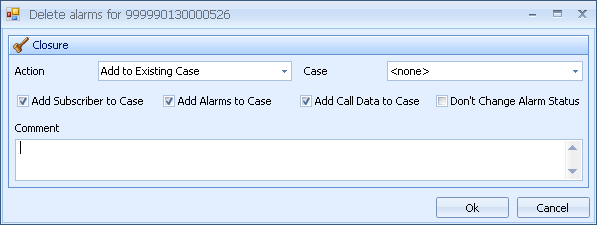 Delete alarms for 999990130000526
Closure
Action Add to Existing Case Case <none>
Add Subscriber to Case Add Alarms to Case Add Call Data to Case Don't Change Alarm Status
Comment
Ok Cancel